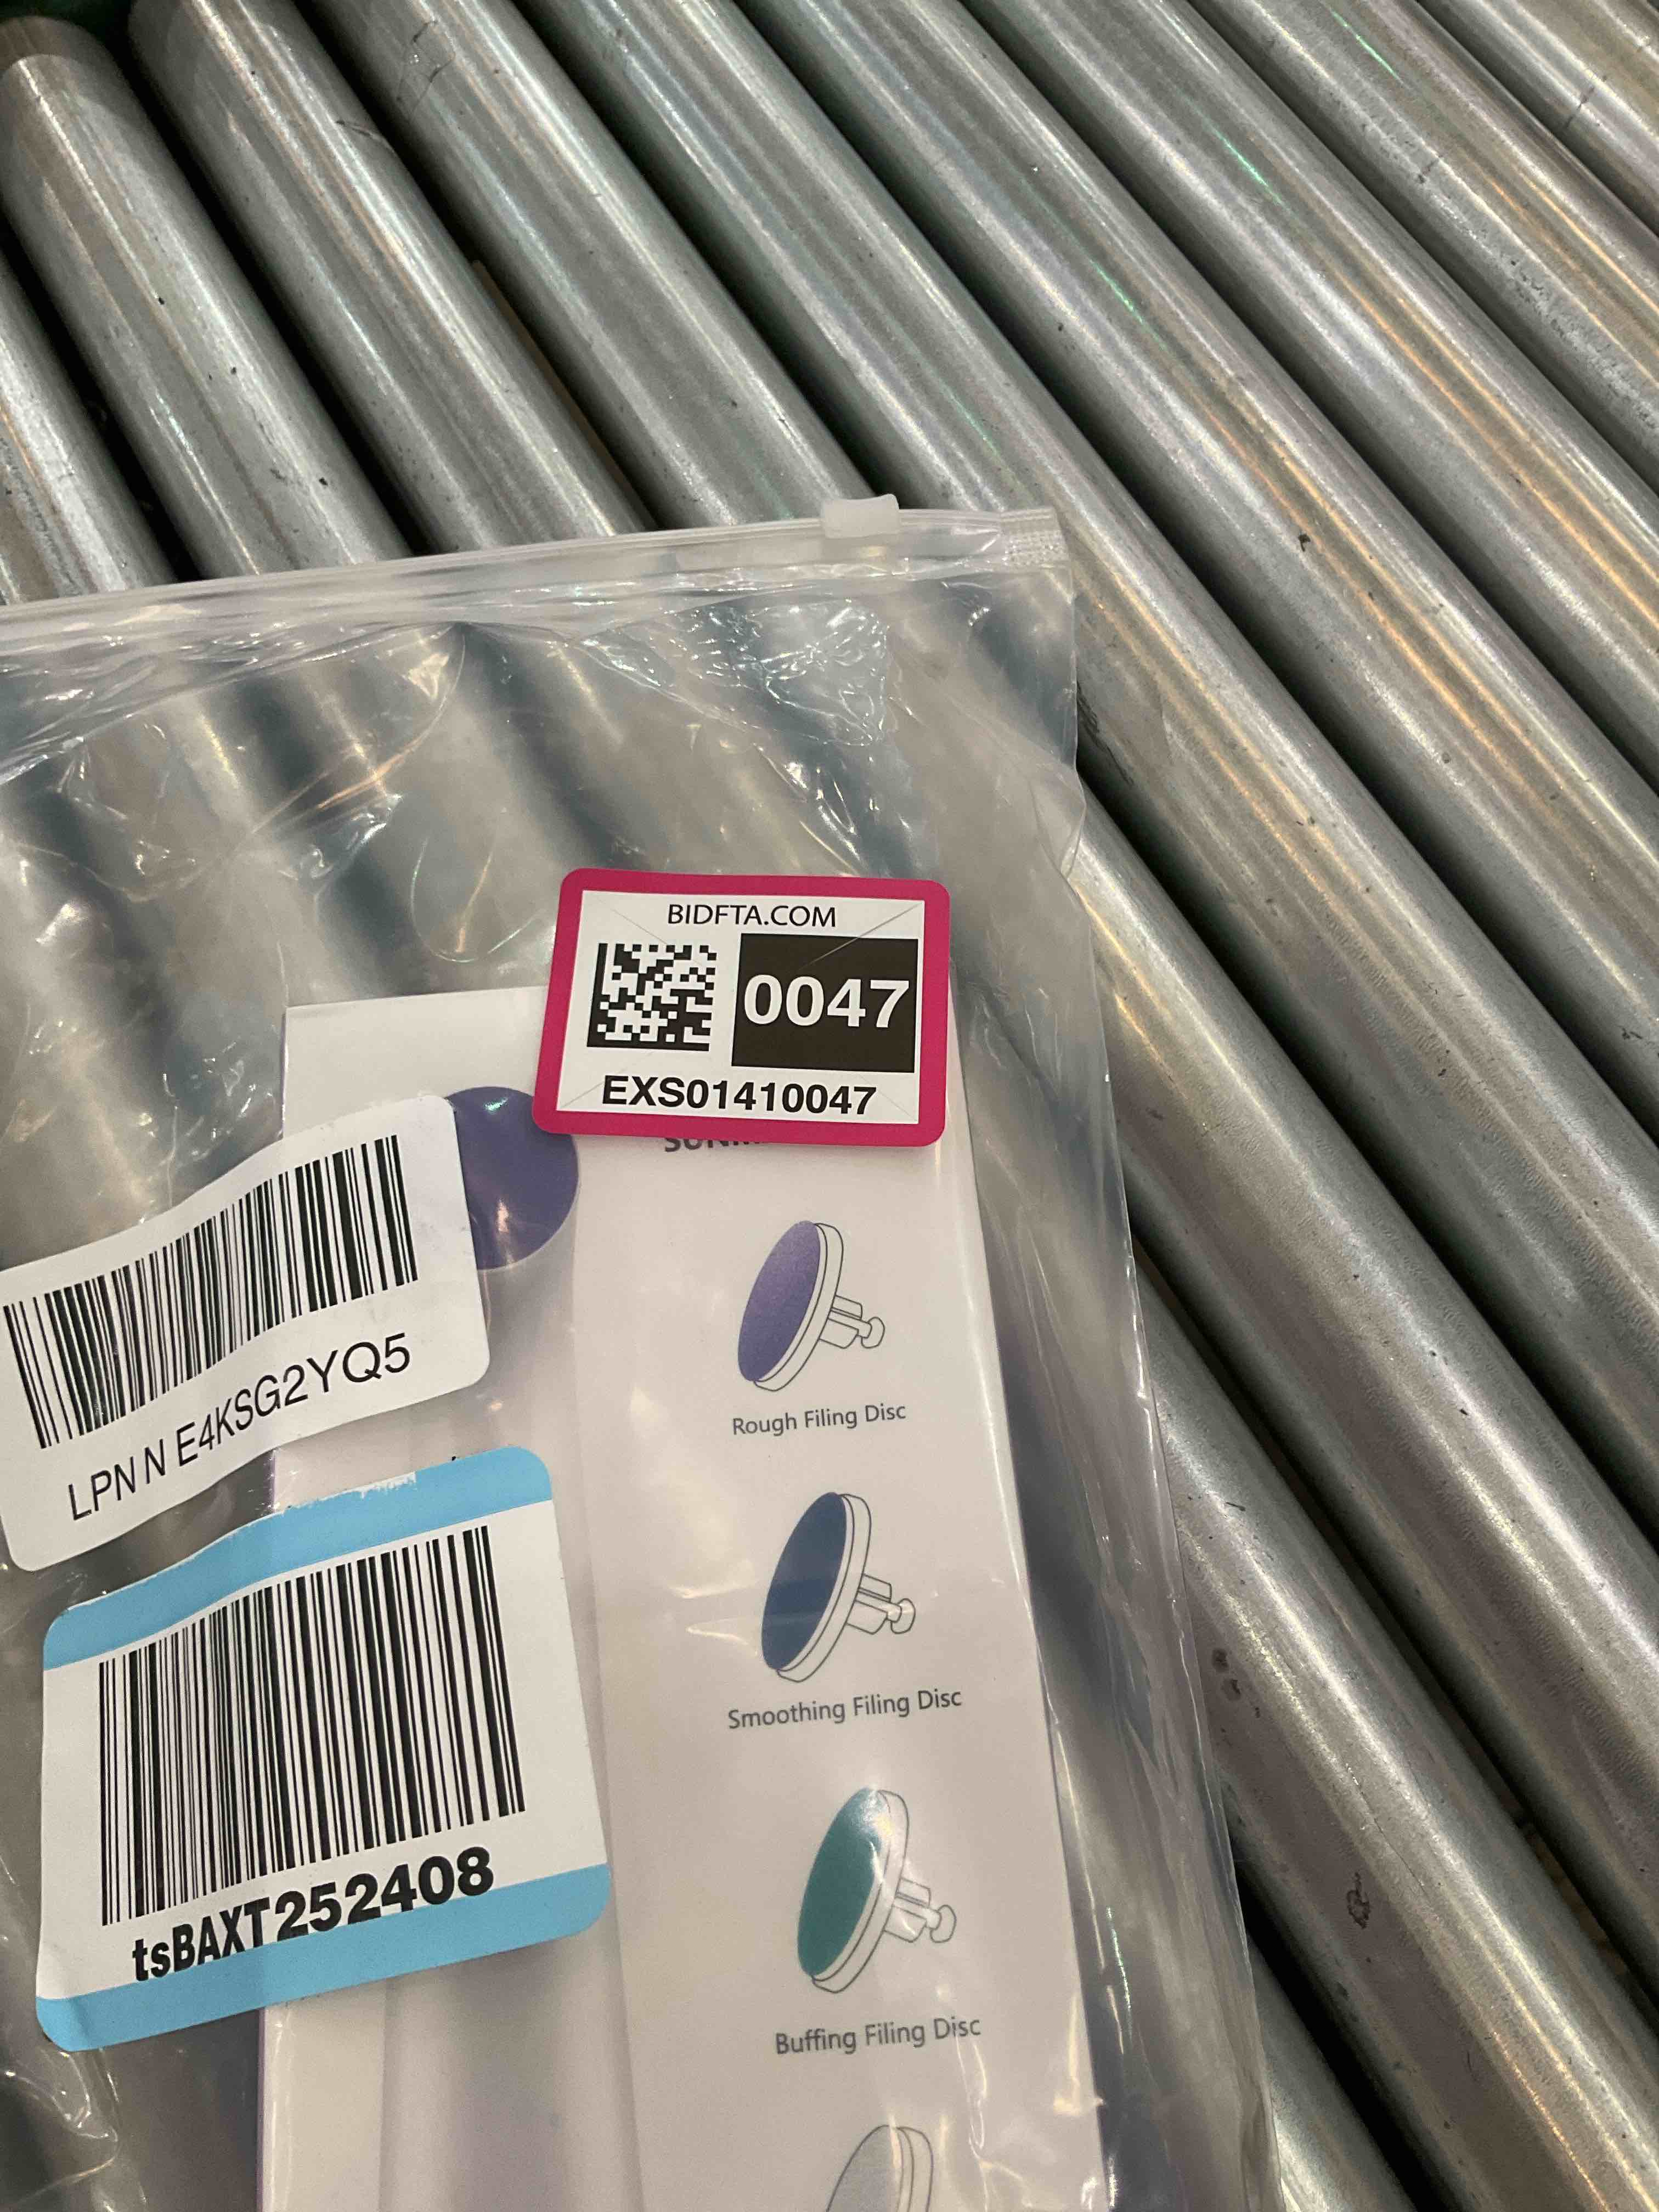 BIDFTA.COM
0047
EXS01410047
LPN N E4KSG2YQ5
tsBAXT252408
Rough Filing Disc
Smoothing Filing Disc
Buffing Filing Disc